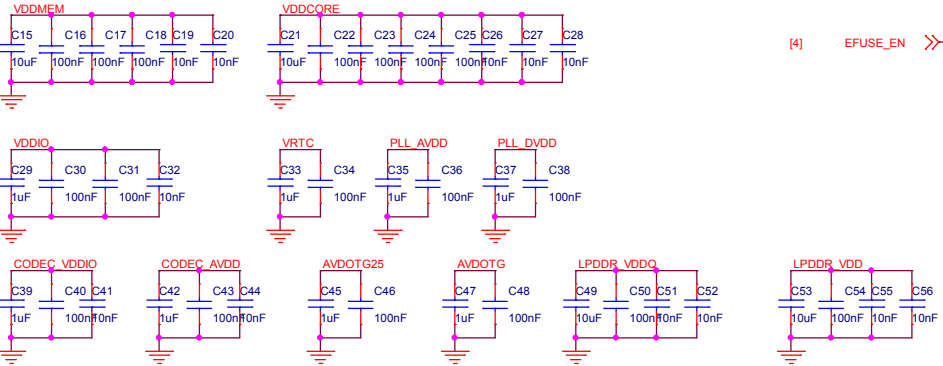 VDDMEM VDDCORE
C15 C16 C17 C18 C19 C20 C21 C22 C23 C24 C25 C26 C27 C28
[4] EFUSE_EN
10uF 100nF 100nF 100nF 10nF 10nF 10uF 100nF 100nF 100nF 100nF 10nF 10nF 10nF
VDDIO VRTC PLL_AVDD PLL_DVDD
C29 C30 C31 C32 C33 C34 C35 C36 C37 C38
1uF 100nF 100nF 10nF 1uF 100nF 1uF 100nF 1uF 100nF
CODEC_VDDIO CODEC_AVDD AVDOTG25 AVDOTG LPDDR_VDDQ LPDDR_VDD
C39 C40 C41 C42 C43 C44 C45 C46 C47 C48 C49 C50 C51 C52 C53 C54 C55 C56
1uF 100nF 10nF 1uF 100nF 10nF 1uF 100nF 1uF 100nF 10uF 100nF 10nF 10nF 10uF 100nF 10nF 10nF